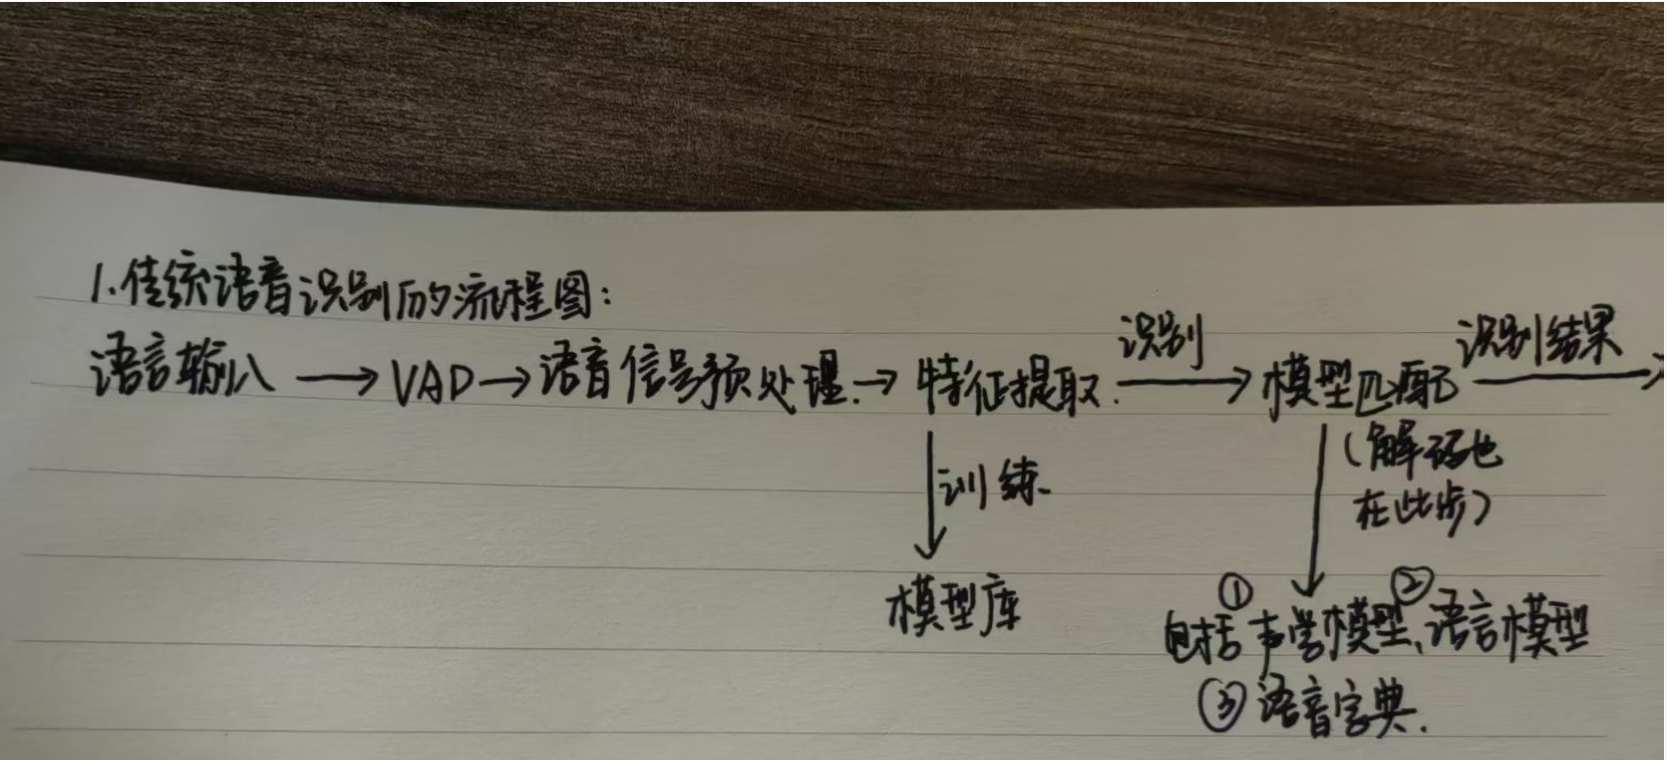 1.传统语音识别的流程图：
语言输入 → VAD → 语音信号预处理 → 特征提取 识别→ 模型匹配 识别结果→
训练
(解码也
在此步)
模型库
包括①声学模型、②语言模型
③语音字典.